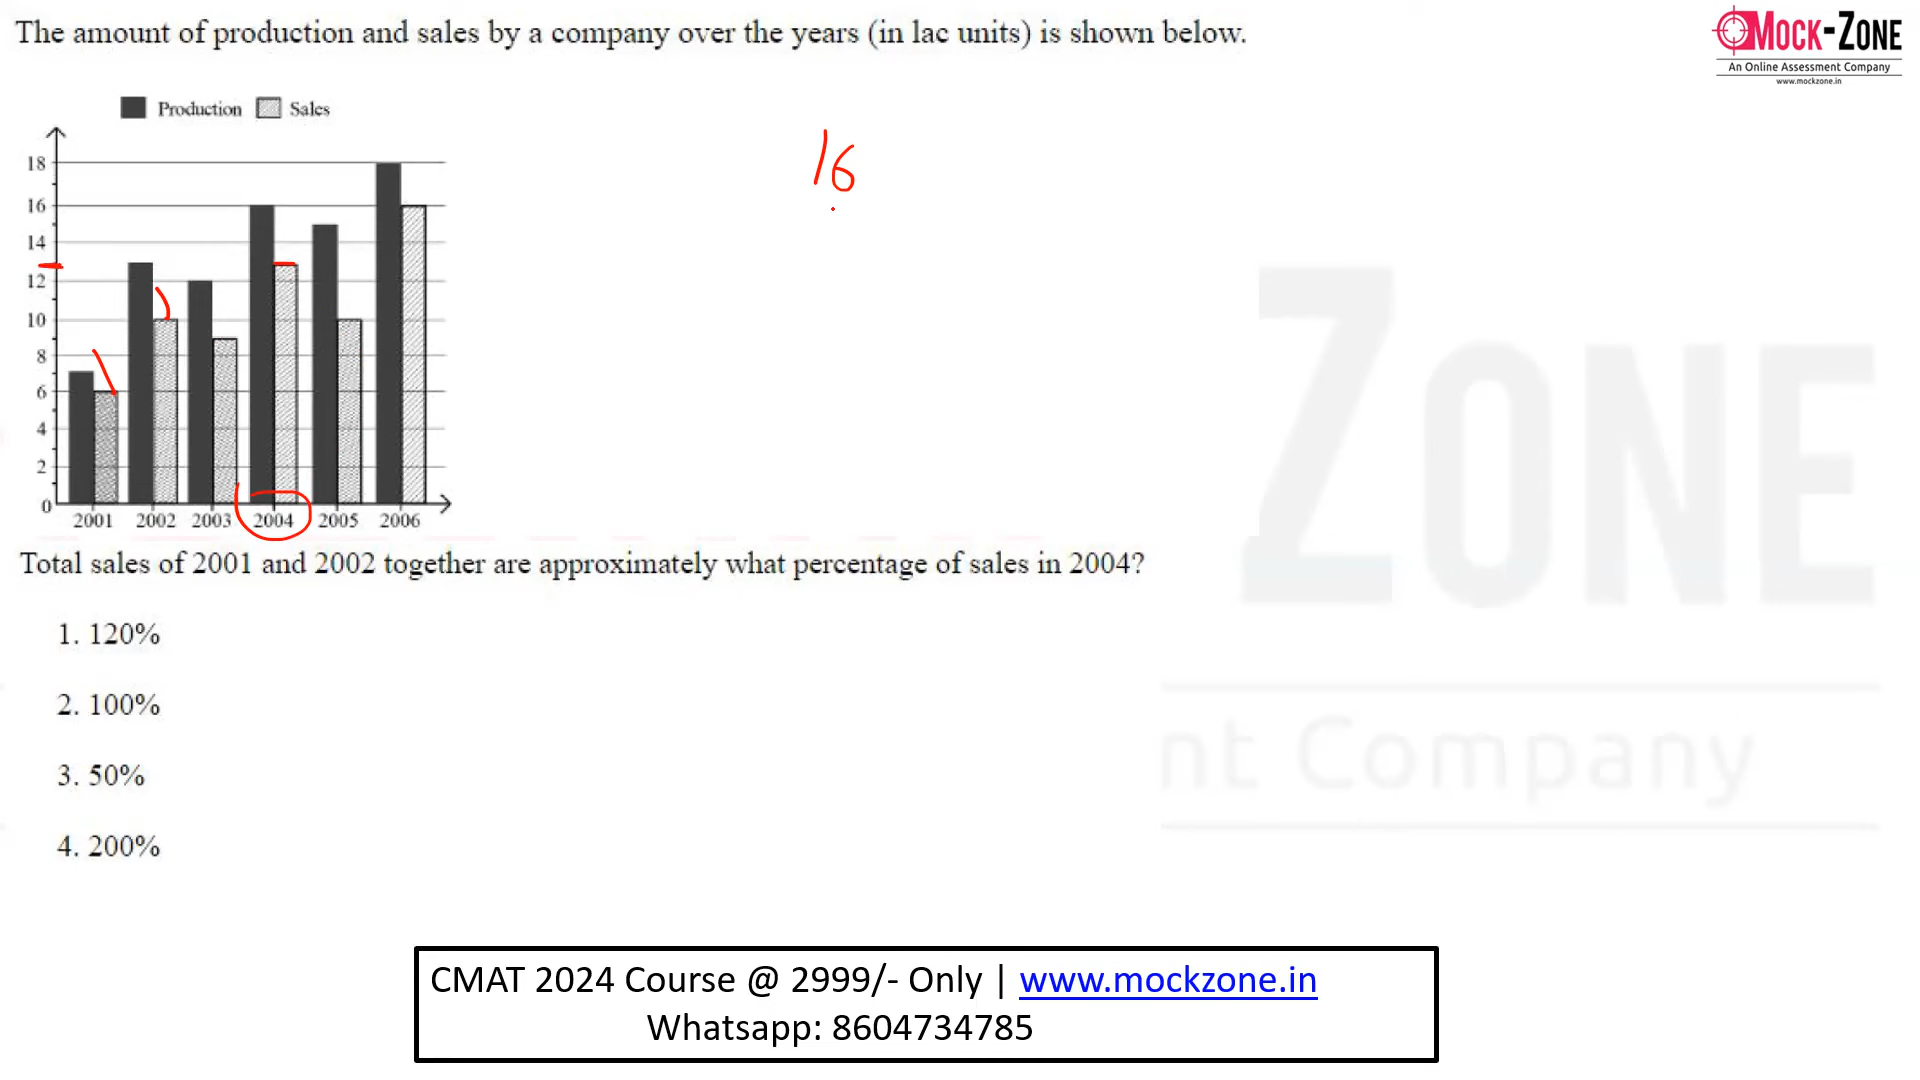 The amount of production and sales by a company over the years (in lac units) is shown below.
MOCK-ZONE
An Online Assessment Company
www.mockzone.in
Production Sales
16
18
16
14
12
10
8
6
4
2
0
2001 2002 2003 2004 2005 2006
ZONE
nt Company
Total sales of 2001 and 2002 together are approximately what percentage of sales in 2004?
1. 120%
2. 100%
3. 50%
4. 200%
CMAT 2024 Course @ 2999/- Only | www.mockzone.in
Whatsapp: 8604734785